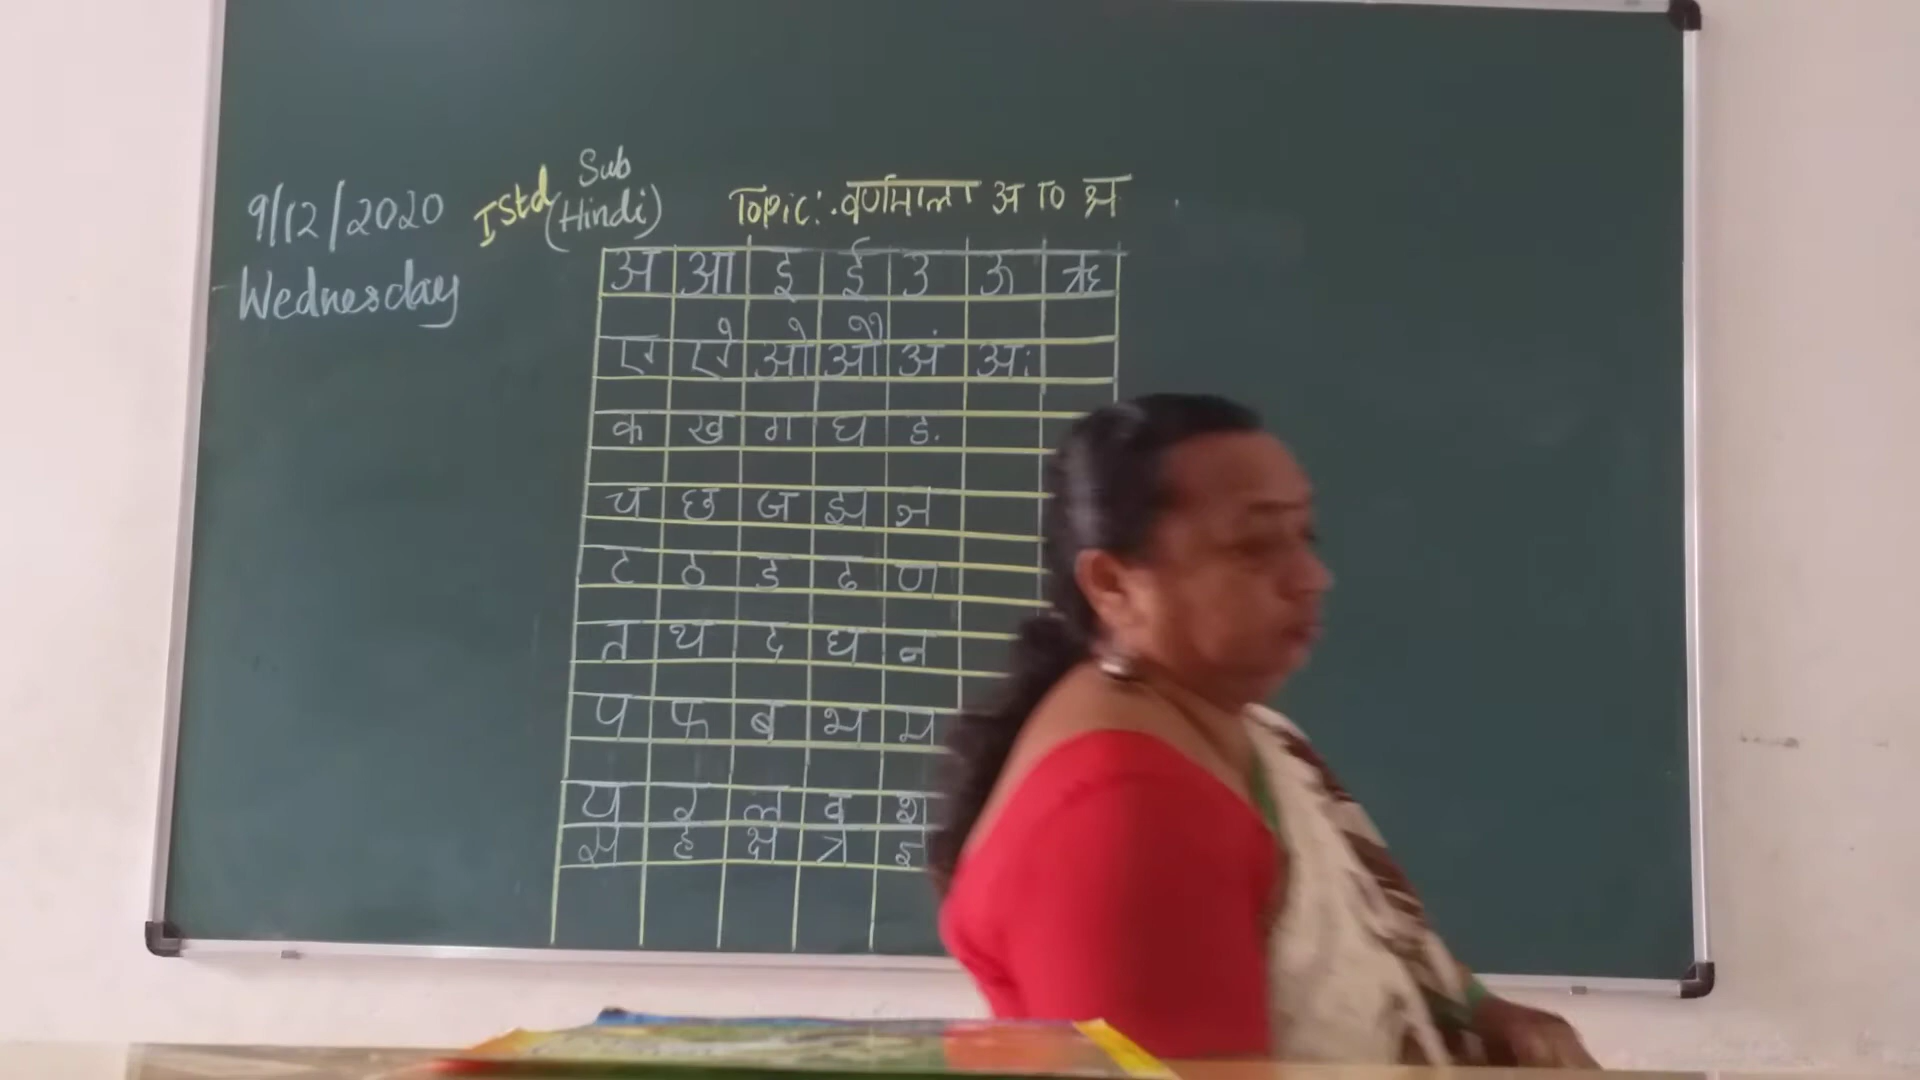 9/12/2020 I Std Sub (Hindi) Topic: वर्णमाला अ TO श्र
Wednesday
अ आ इ ई उ ऊ ऋ
ए ऐ ओ औ अं अः
क ख ग घ ङ
च छ ज झ ञ
ट ठ ड ढ ण
त थ द ध न
प फ ब भ म
य र ल व श
स ह क्ष त्र ज्ञ